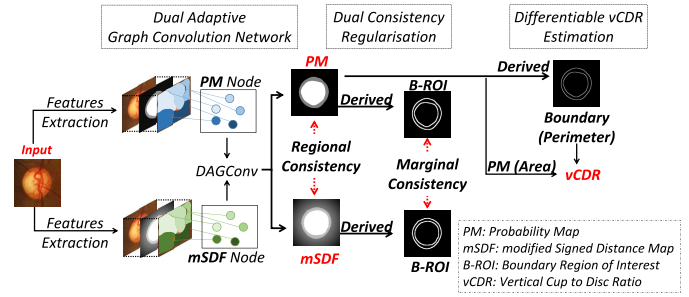 Dual Adaptive
Graph Convolution Network
Dual Consistency
Regularisation
Differentiable vCDR
Estimation
Input
Features
Extraction
Features
Extraction
PM Node
DAGConv
mSDF Node
PM
Regional
Consistency
mSDF
Derived
Derived
B-ROI
Marginal
Consistency
B-ROI
Derived
Boundary
(Perimeter)
PM (Area)
vCDR
PM: Probability Map
mSDF: modified Signed Distance Map
B-ROI: Boundary Region of Interest
vCDR: Vertical Cup to Disc Ratio